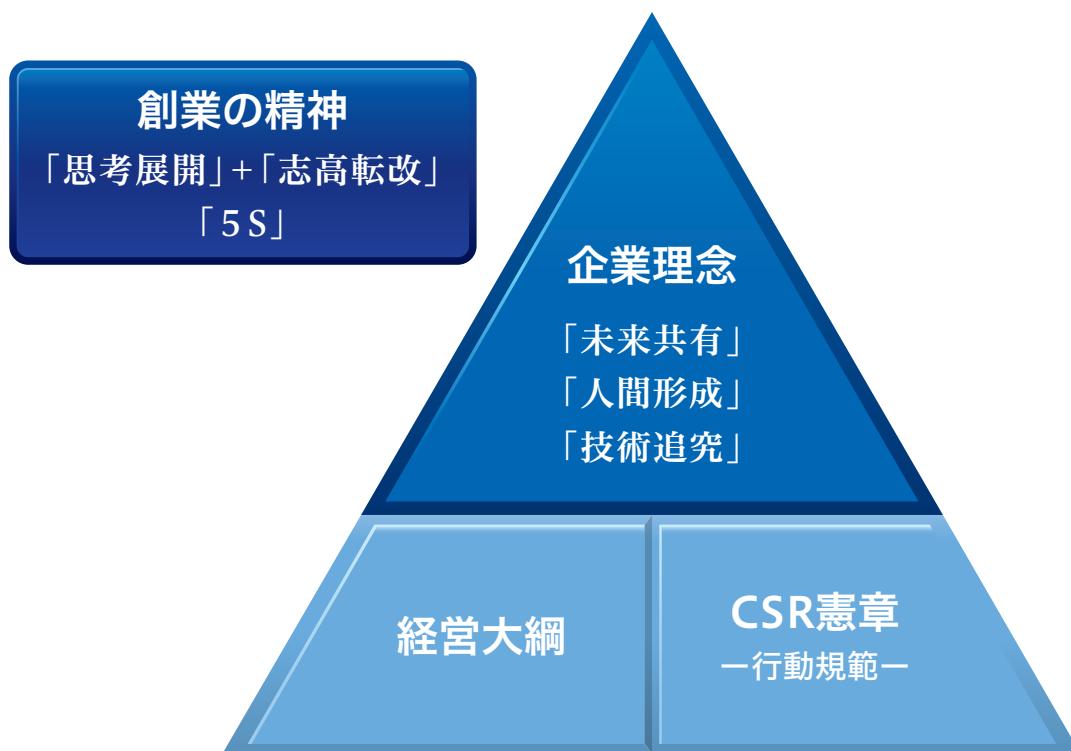 創業の精神
「思考展開」+「志高転改」
「5S」
企業理念
「未来共有」
「人間形成」
「技術追究」
経営大綱
CSR憲章
ー行動規範ー